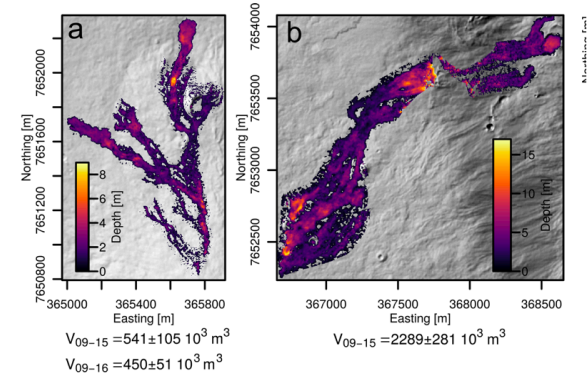 a
7652000
7651600
7651200
7650800
Northing [m]
8
6
4
2
0
Depth [m]
365000
365400
365800
Easting [m]
V09−15 =541±105 10³ m³
V09−16 =450±51 10³ m³
b
7654000
7653500
7653000
7652500
Northing [m]
15
10
5
0
Depth [m]
367000
367500
368000
368500
Easting [m]
V09−15 =2289±281 10³ m³
Northing [m]